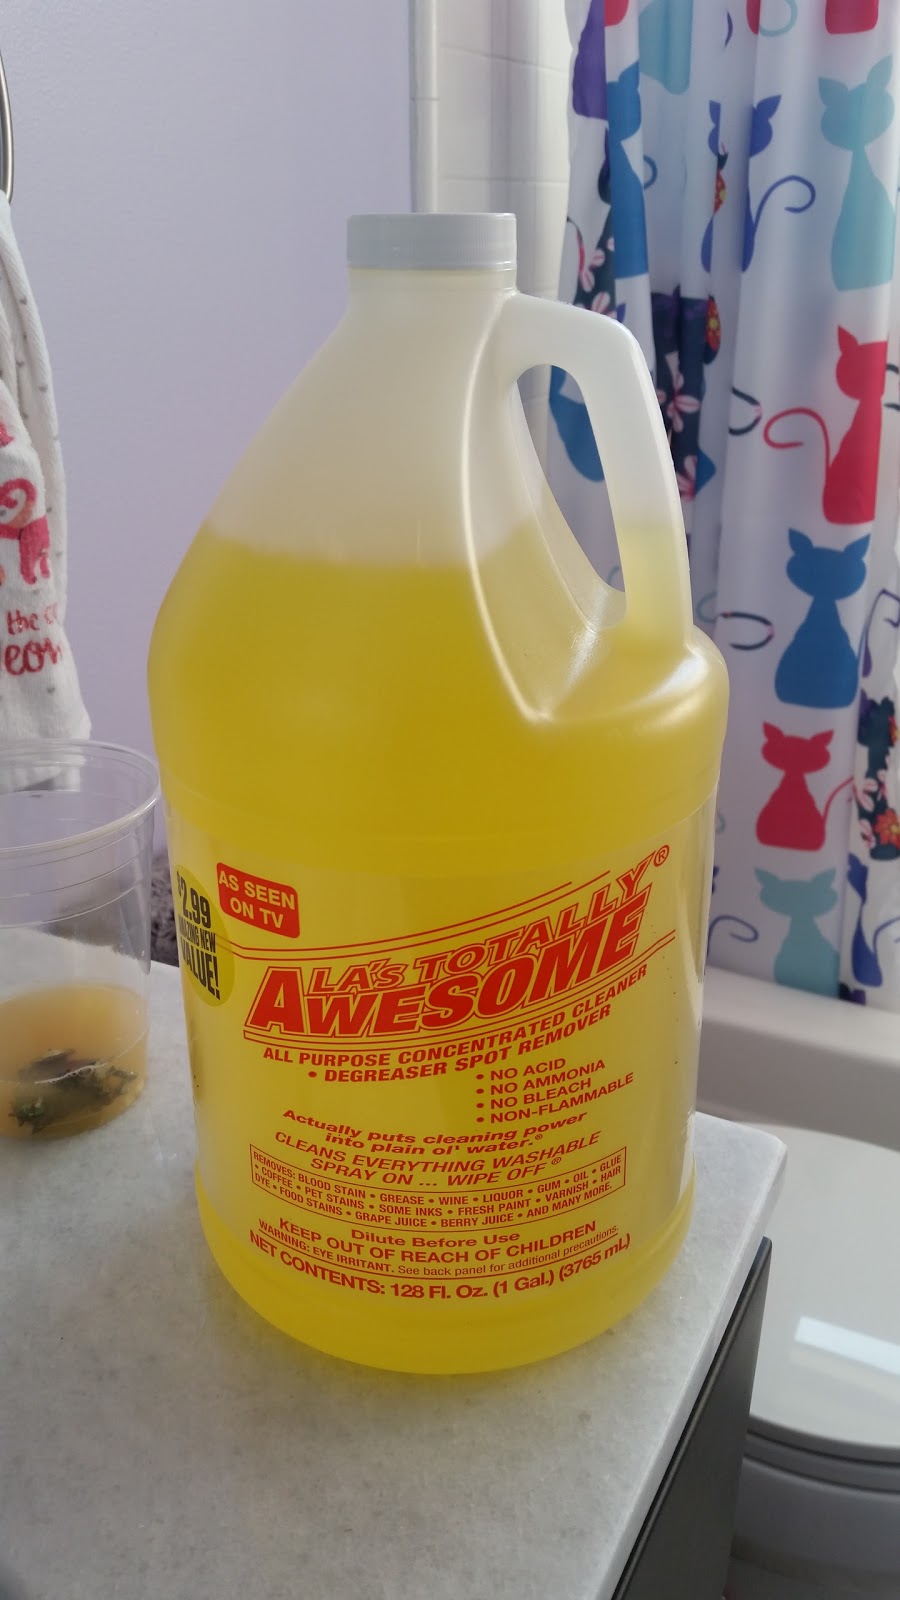 the
AS SEEN
ON TV
$2.99
NEW
VALUE!
LA'S TOTALLY®
AWESOME
ALL PURPOSE CONCENTRATED CLEANER
• DEGREASER SPOT REMOVER
• NO ACID
• NO AMMONIA
• NO BLEACH
• NON-FLAMMABLE
Actually puts cleaning power
into plain ol' water.®
CLEANS EVERYTHING WASHABLE
SPRAY ON ... WIPE OFF®
REMOVES: BLOOD STAIN • GREASE • WINE • LIQUOR • GUM • OIL • GLUE
• COFFEE • PET STAINS • SOME INKS • FRESH PAINT • VARNISH • HAIR
DYE • FOOD STAINS • GRAPE JUICE • BERRY JUICE • AND MANY MORE.
Dilute Before Use
KEEP OUT OF REACH OF CHILDREN
WARNING: EYE IRRITANT. See back panel for additional precautions.
NET CONTENTS: 128 Fl. Oz. (1 Gal.) (3765 mL)